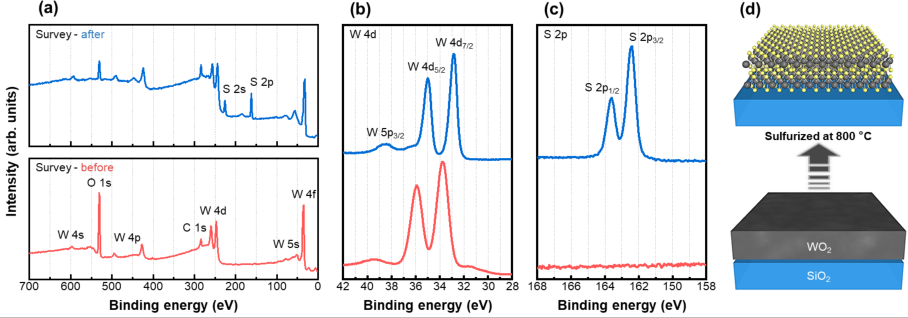 (a)
Survey - after
S 2s
S 2p
Survey - before
O 1s
W 4s
W 4p
C 1s
W 4d
W 5s
W 4f
Intensity (arb. units)
700 600 500 400 300 200 100 0
Binding energy (eV)
(b)
W 4d
W 4d7/2
W 4d5/2
W 5p3/2
42 40 38 36 34 32 30 28
Binding energy (eV)
(c)
S 2p
S 2p3/2
S 2p1/2
168 166 164 162 160 158
Binding energy (eV)
(d)
Sulfurized at 800 °C
WO2
SiO2